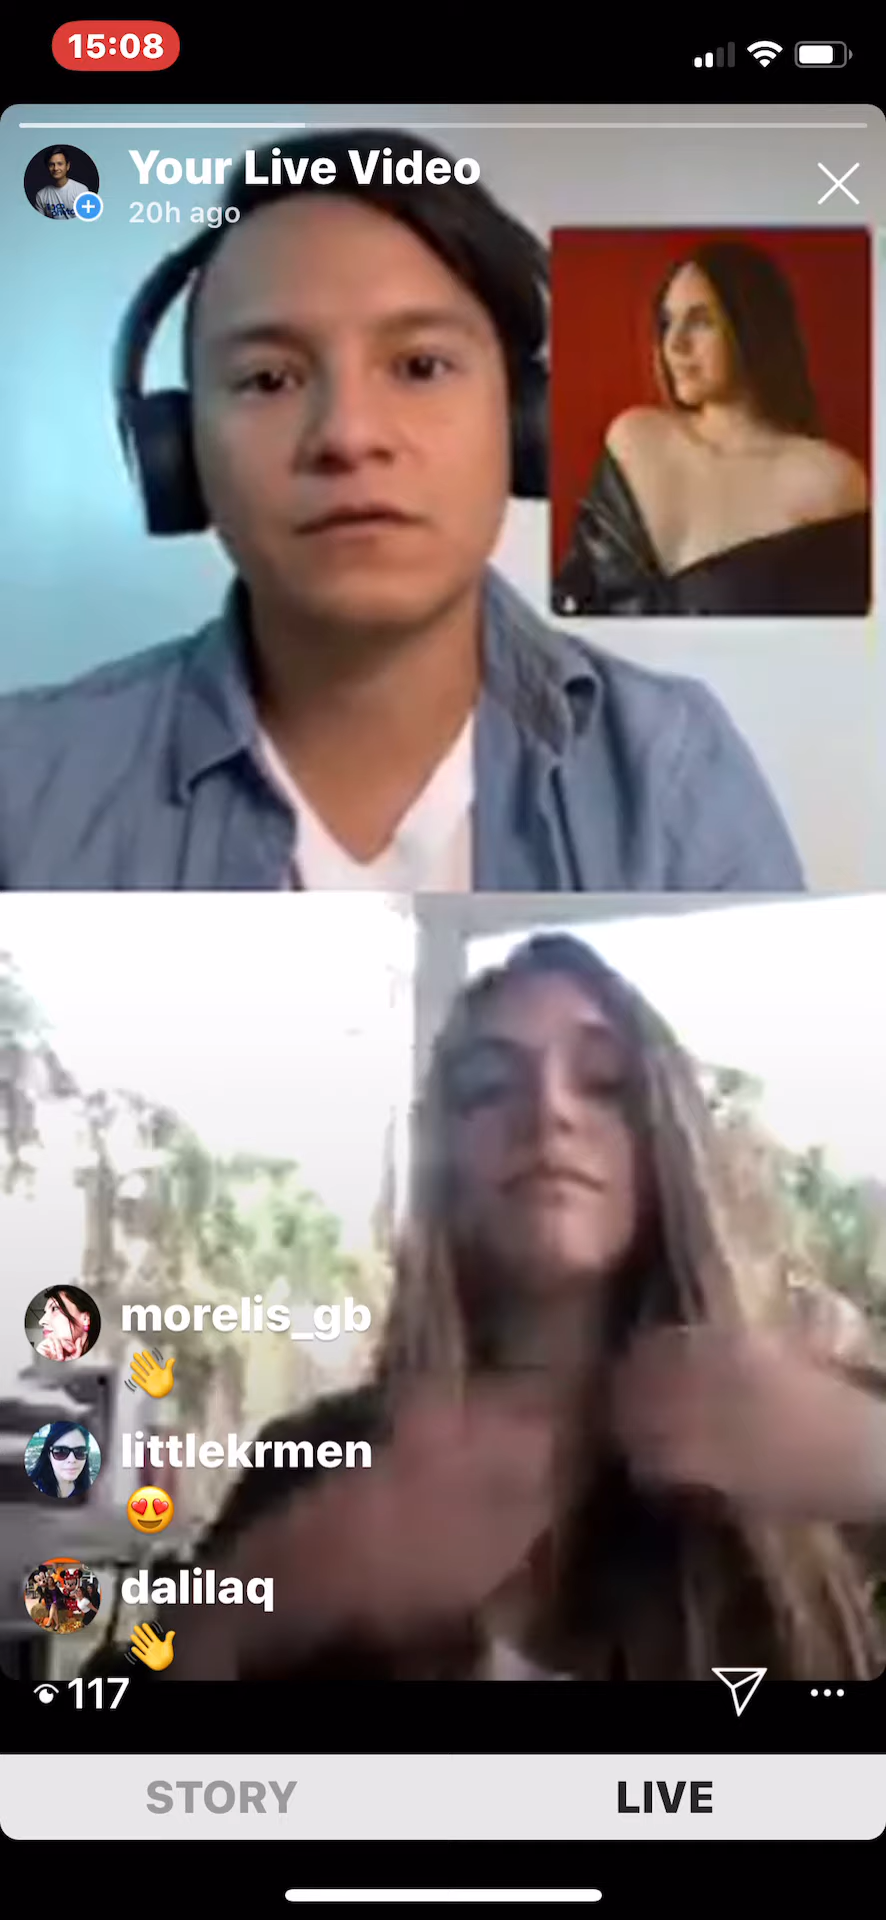 15:08
Your Live Video
20h ago
morelis_gb
👋
littlekrmen
😍
dalilaq
👋
117
STORY
LIVE